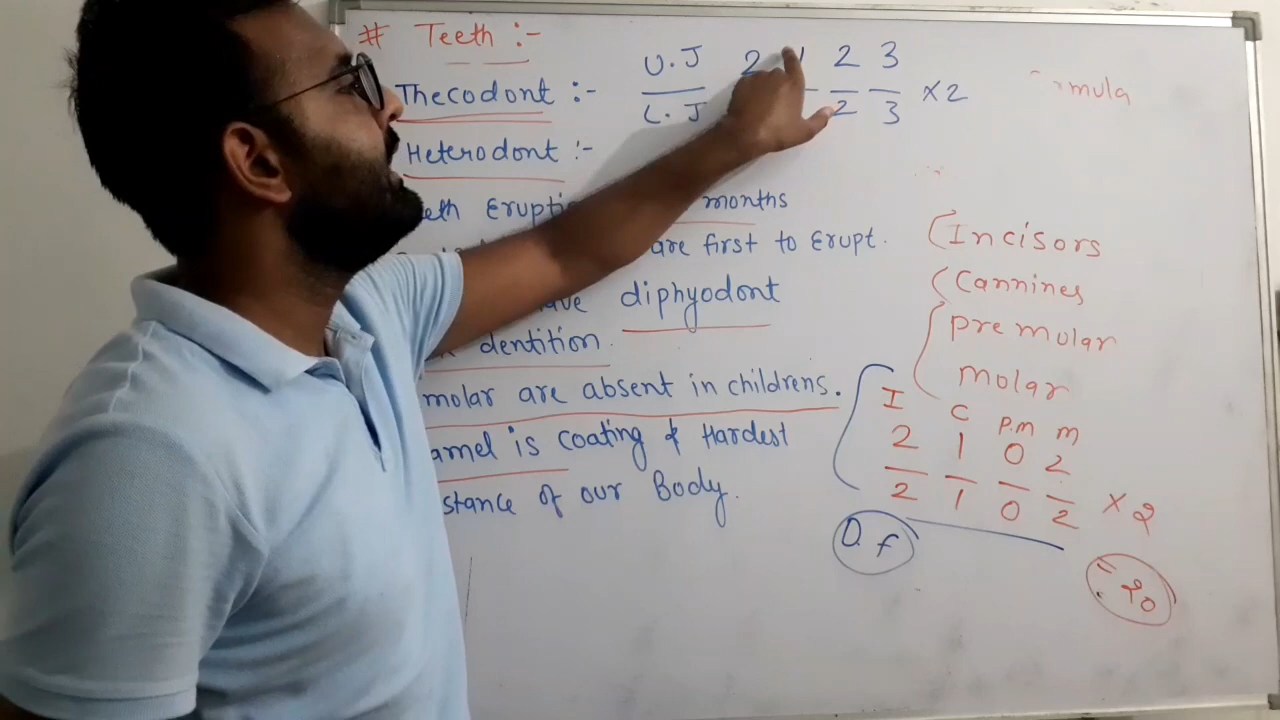 # Teeth :-
U.J 2 1 2 3
Thecodont :- × 2
L.J 2 3
mula
Heterodont :-
months
are first to Erupt.
(Incisors
(Cannines
diphyodont
Pre molar
dentition.
molar are absent in childrens.
molar
I C P.m m
2 1 0 2
is coating & Hardest
2 1 0 2 × 2
of our Body.
D.f
= 20